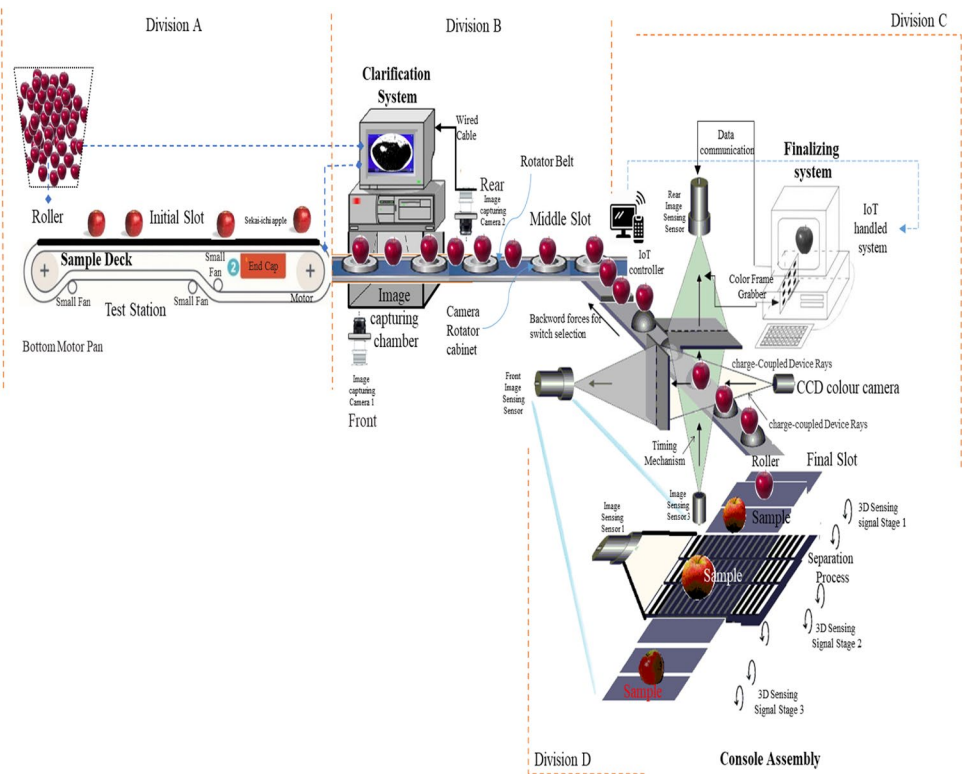 Division A
Division B
Division C
Clarification
System
Wired
Cable
Data
communication
Finalizing
system
Rotator Belt
Rear
Image
capturing
Camera 2
Rear
Image
Sensing
Sensor
IoT
handled
system
Roller
Initial Slot
Sekai-ichi apple
Middle Slot
IoT
controller
Color Frame
Grabber
Sample Deck
Small
Fan
2
End Cap
Small Fan
Small Fan
Motor
Test Station
Bottom Motor Pan
Image
capturing
chamber
Camera
Rotator
cabinet
Backword forces for
switch selection
Image
capturing
Camera 1
Front
Front
Image
Sensing
Sensor
charge-Coupled Device Rays
CCD colour camera
charge-coupled Device Rays
Timing
Mechanism
Roller
Final Slot
Image
Sensing
Sensor3
Image
Sensing
Sensor1
Sample
3D Sensing
signal Stage 1
Separation
Process
Sample
3D Sensing
Signal Stage 2
Sample
3D Sensing
Signal Stage 3
Division D
Console Assembly